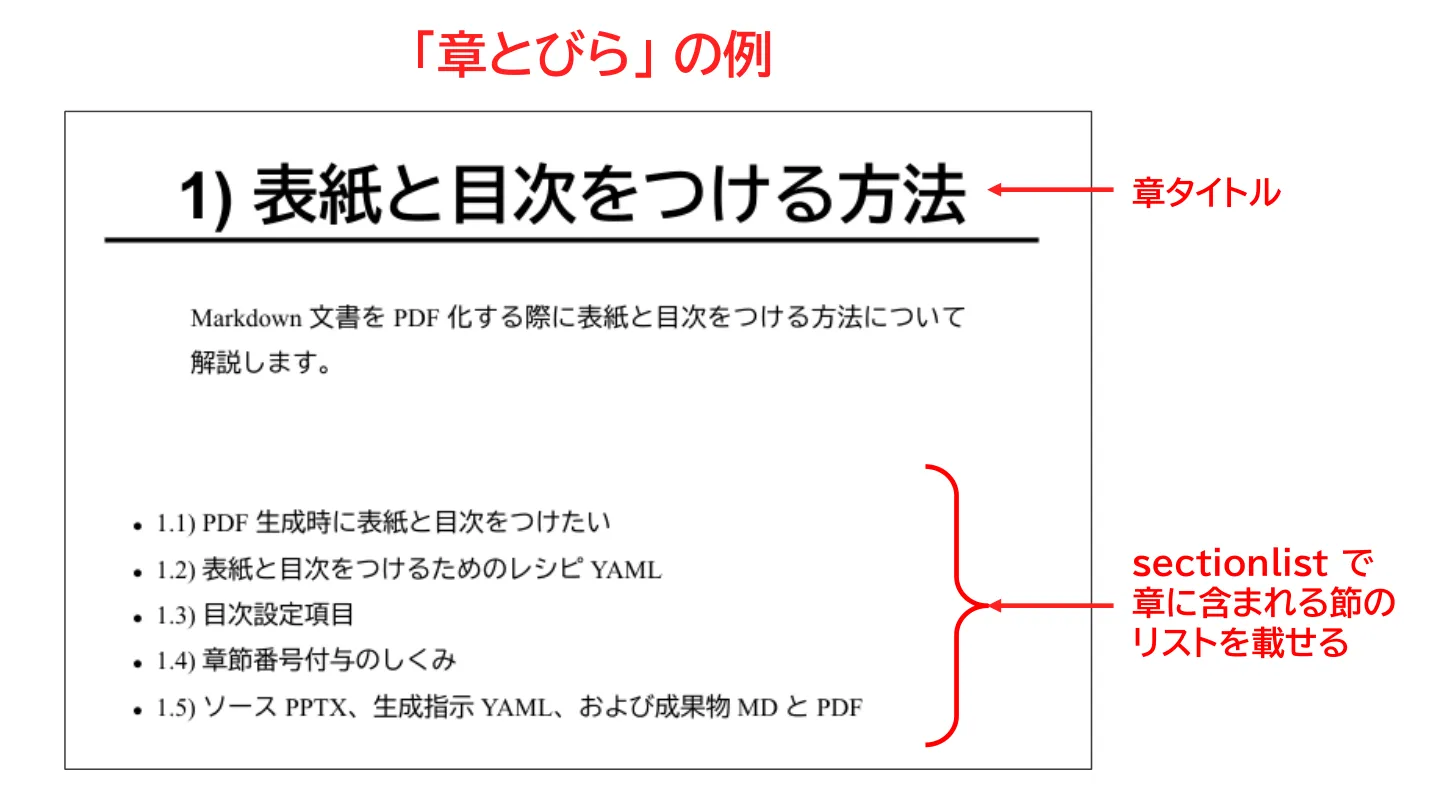 「章とびら」の例
1) 表紙と目次をつける方法
章タイトル
Markdown 文書を PDF 化する際に表紙と目次をつける方法について
解説します。
• 1.1) PDF 生成時に表紙と目次をつけたい
• 1.2) 表紙と目次をつけるためのレシピ YAML
• 1.3) 目次設定項目
• 1.4) 章節番号付与のしくみ
• 1.5) ソース PPTX、生成指示 YAML、および成果物 MD と PDF
sectionlist で
章に含まれる節の
リストを載せる